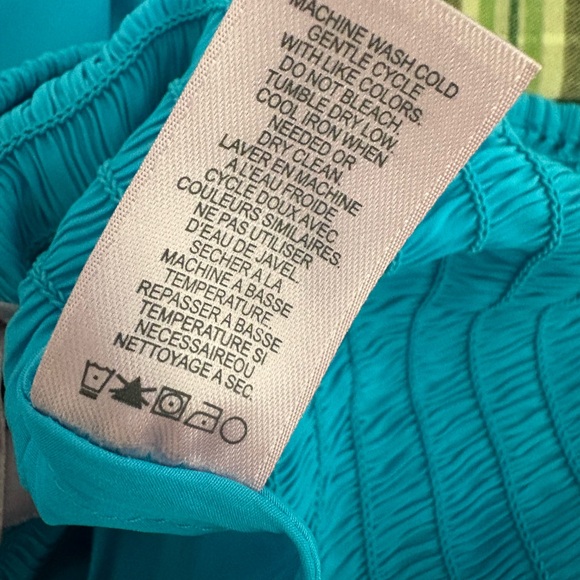 MACHINE WASH COLD
GENTLE CYCLE
WITH LIKE COLORS.
DO NOT BLEACH.
TUMBLE DRY LOW
COOL IRON WHEN
NEEDED OR
DRY CLEAN.
LAVER EN MACHINE
A L'EAU FROIDE
CYCLE DOUX AVEC
COULEURS SIMILAIRES.
NE PAS UTILISER
D'EAU DE JAVEL
SECHER A LA
MACHINE A BASSE
TEMPERATURE.
REPASSER A BASSE
TEMPERATURE SI
NECESSAIREOU
NETTOYAGE A SEC.